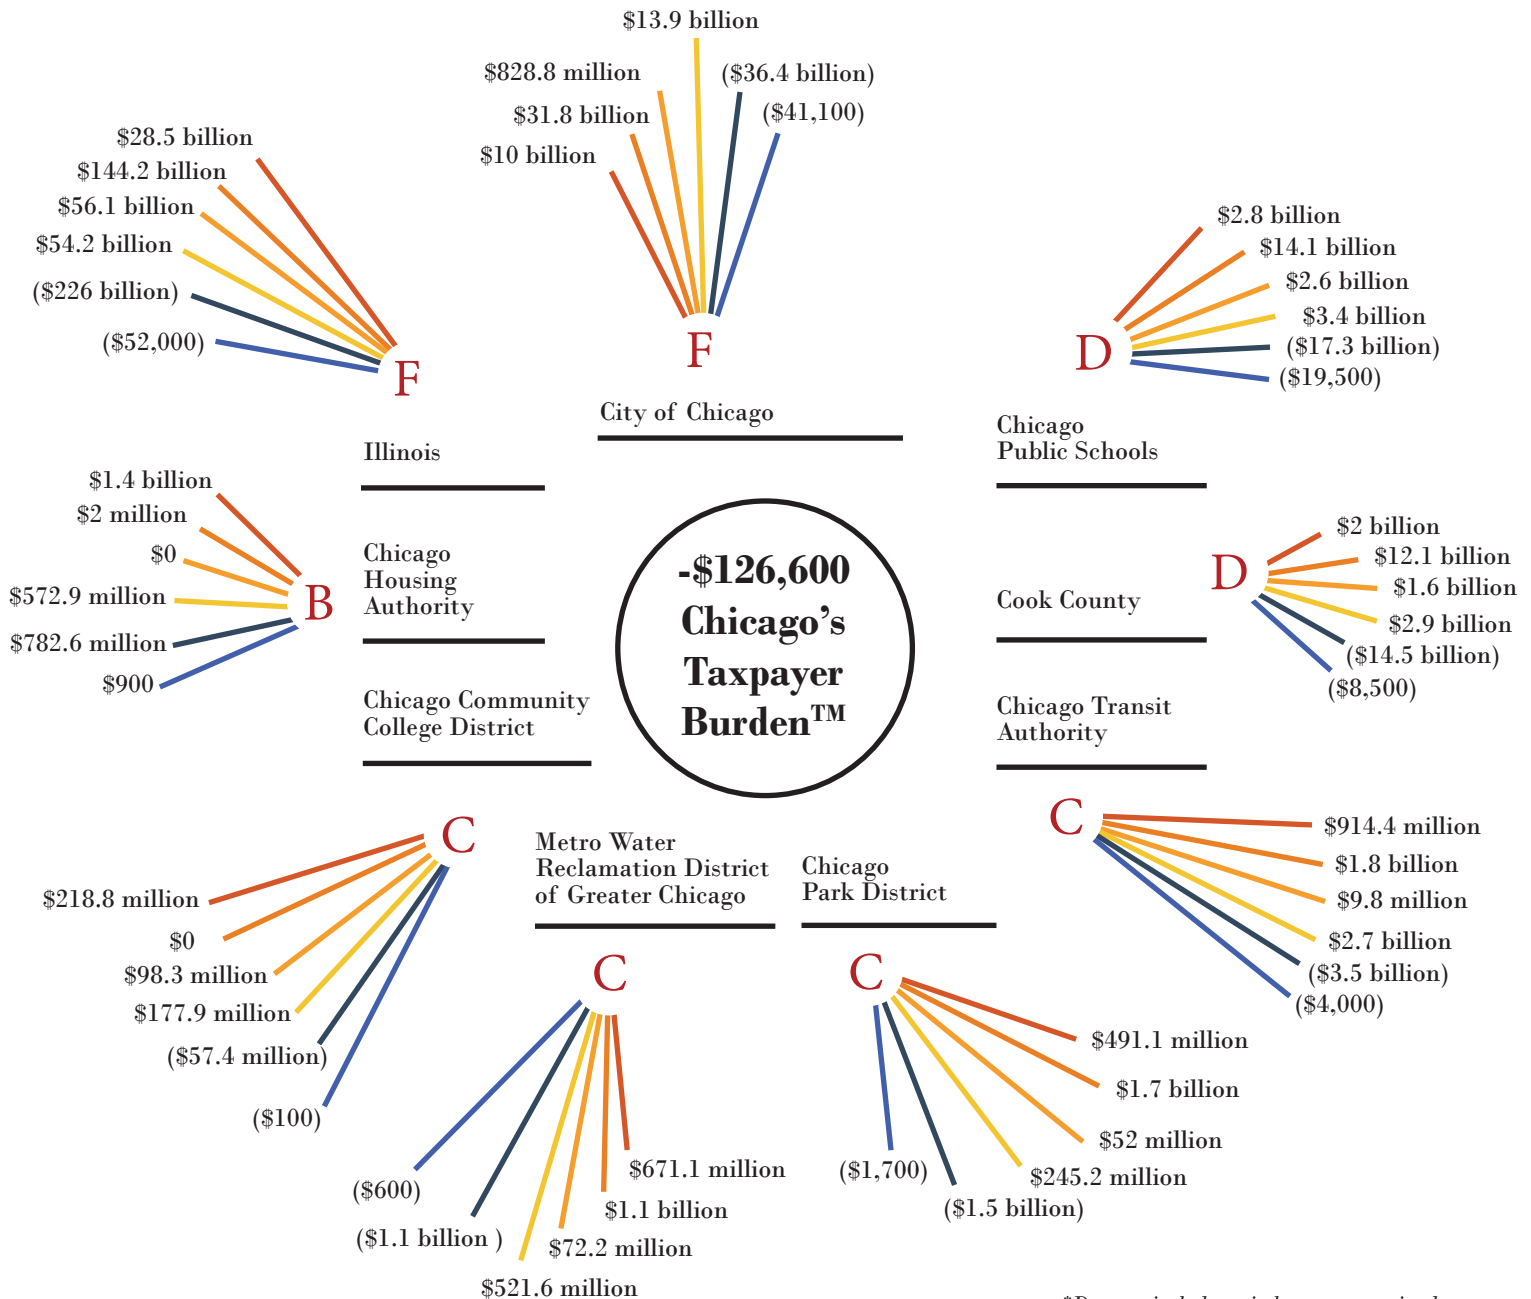 $13.9 billion
$828.8 million
($36.4 billion)
$31.8 billion
($41,100)
$10 billion
F
City of Chicago
$28.5 billion
$144.2 billion
$56.1 billion
$54.2 billion
($226 billion)
($52,000)
F
Illinois
$2.8 billion
$14.1 billion
$2.6 billion
$3.4 billion
($17.3 billion)
($19,500)
D
Chicago
Public Schools
$1.4 billion
$2 million
$0
$572.9 million
$782.6 million
$900
B
Chicago
Housing
Authority
-$126,600
Chicago's
Taxpayer
Burden™
Cook County
D
$2 billion
$12.1 billion
$1.6 billion
$2.9 billion
($14.5 billion)
($8,500)
Chicago Community
College District
C
$218.8 million
$0
$98.3 million
$177.9 million
($57.4 million)
($100)
Chicago Transit
Authority
C
$914.4 million
$1.8 billion
$9.8 million
$2.7 billion
($3.5 billion)
($4,000)
Metro Water
Reclamation District
of Greater Chicago
C
($600)
($1.1 billion )
$521.6 million
$72.2 million
$1.1 billion
$671.1 million
Chicago
Park District
C
$491.1 million
$1.7 billion
$52 million
$245.2 million
($1.5 billion)
($1,700)